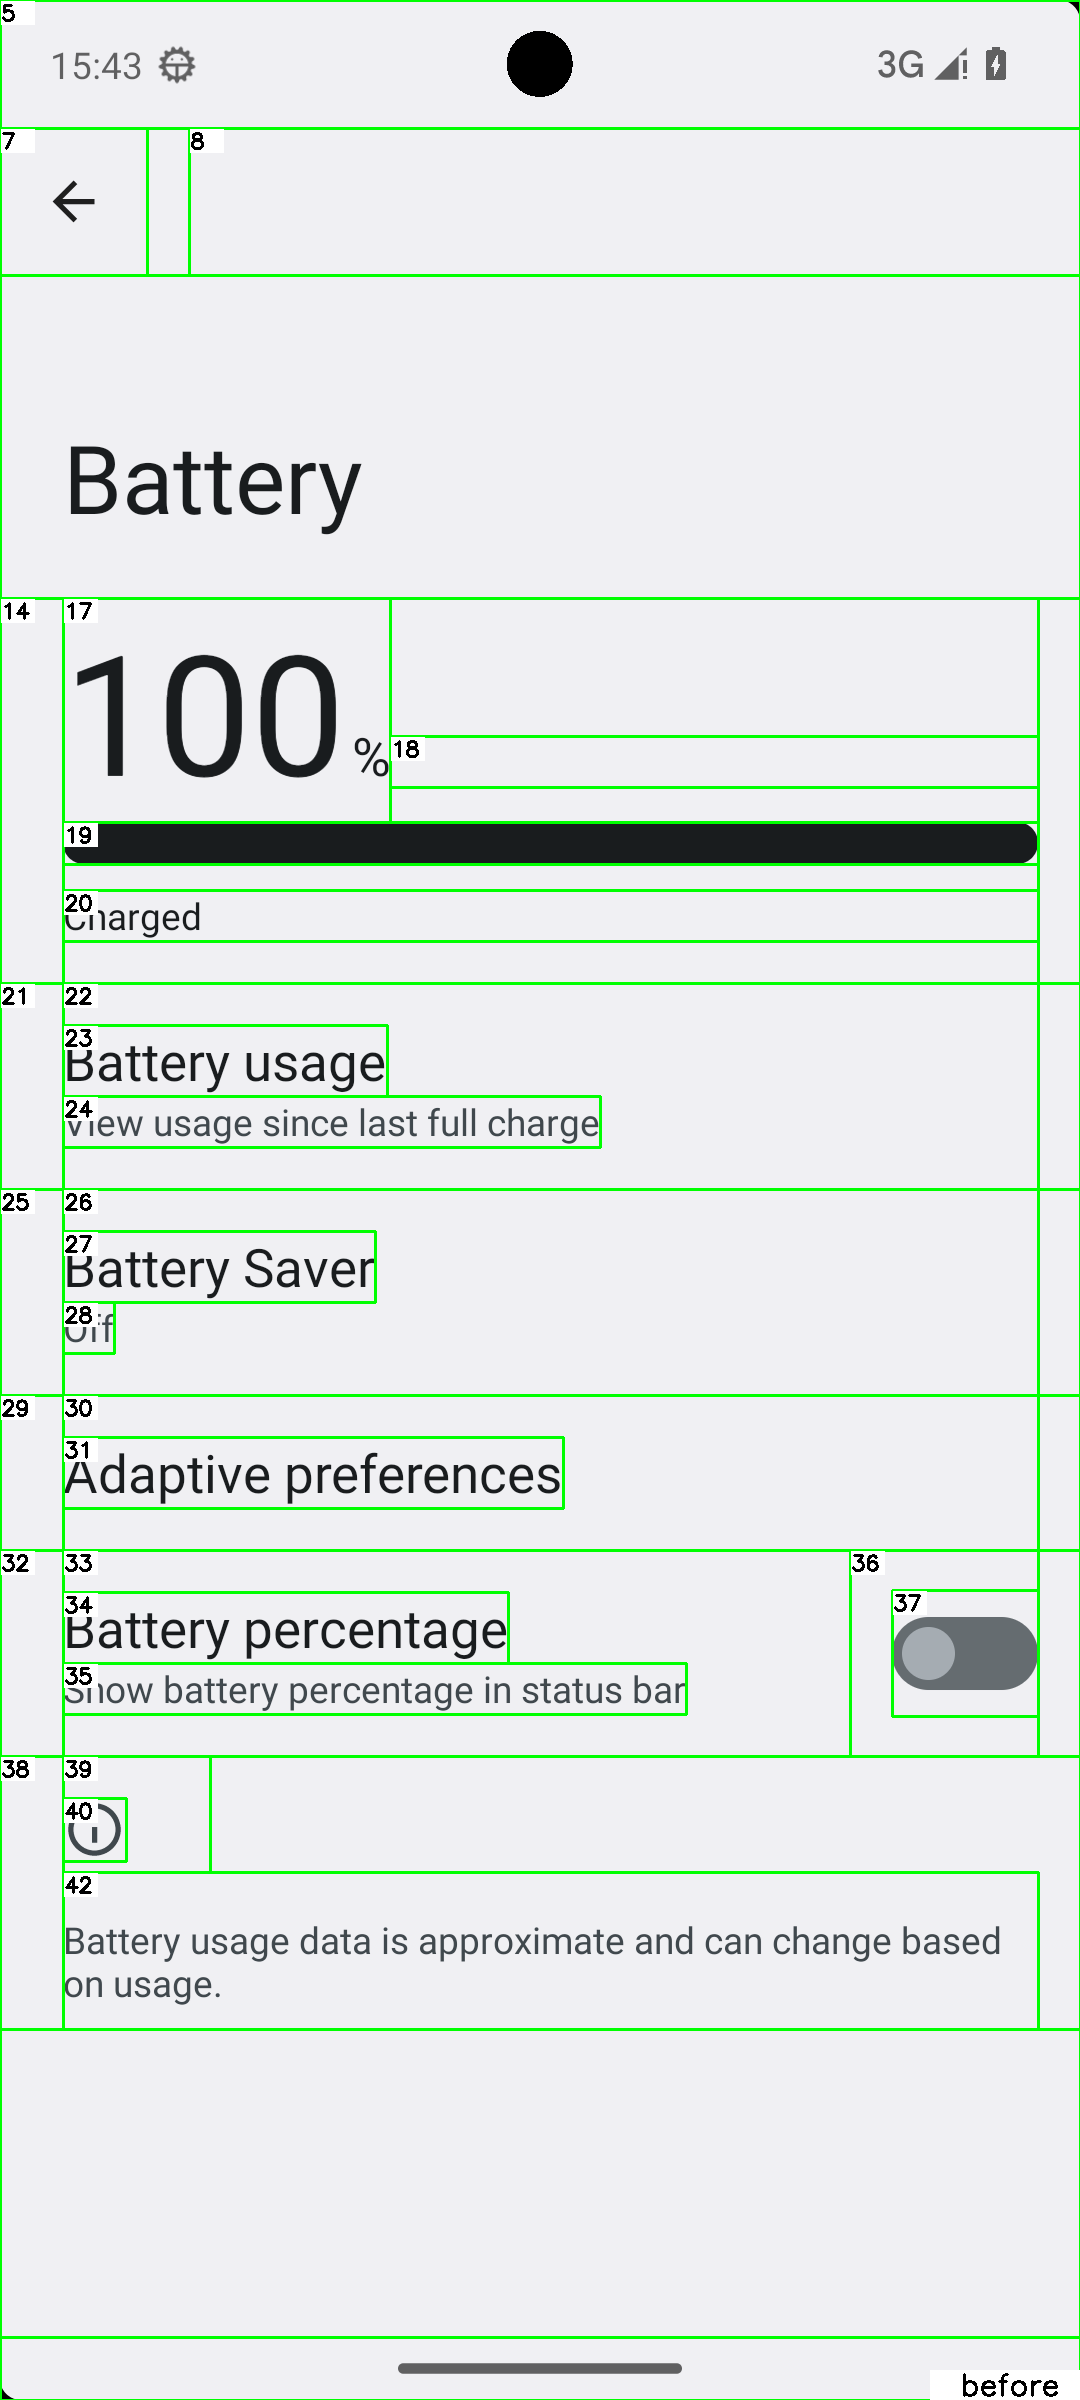 5
15:43
3G
7
8
Battery
14
17
100 %
18
19
20
Charged
21
22
23
Battery usage
24
View usage since last full charge
25
26
27
Battery Saver
28
Off
29
30
31
Adaptive preferences
32
33
36
34
37
Battery percentage
35
Show battery percentage in status bar
38
39
40
42
Battery usage data is approximate and can change based
on usage.
before